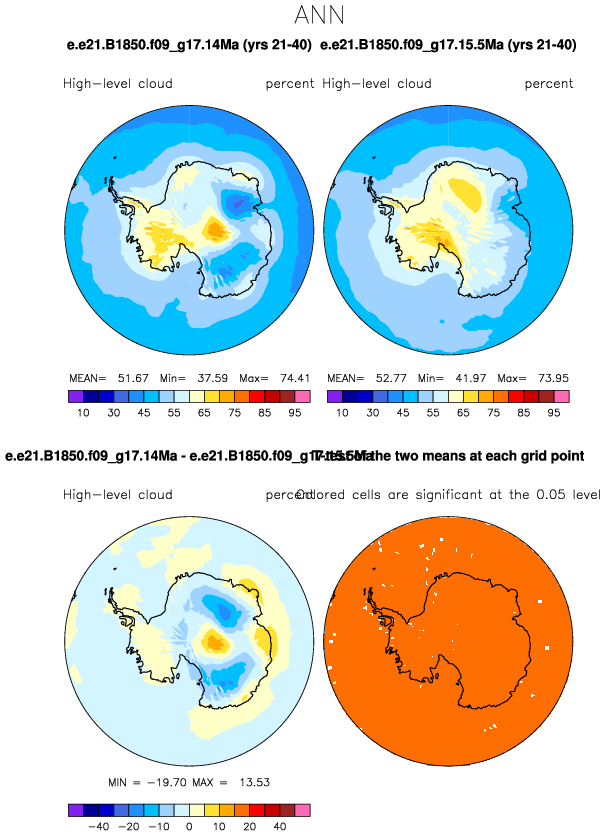 ANN
e.e21.B1850.f09_g17.14Ma (yrs 21-40) e.e21.B1850.f09_g17.15.5Ma (yrs 21-40)
High-level cloud percent High-level cloud percent
MEAN= 51.67 Min= 37.59 Max= 74.41 MEAN= 52.77 Min= 41.97 Max= 73.95
10 30 45 55 65 75 85 95 10 30 45 55 65 75 85 95
e.e21.B1850.f09_g17.14Ma - e.e21.B1850.f09_g17.15.5Ma T-test of the two means at each grid point
High-level cloud percent Colored cells are significant at the 0.05 level
MIN = -19.70 MAX = 13.53
-40 -20 -10 0 10 20 40